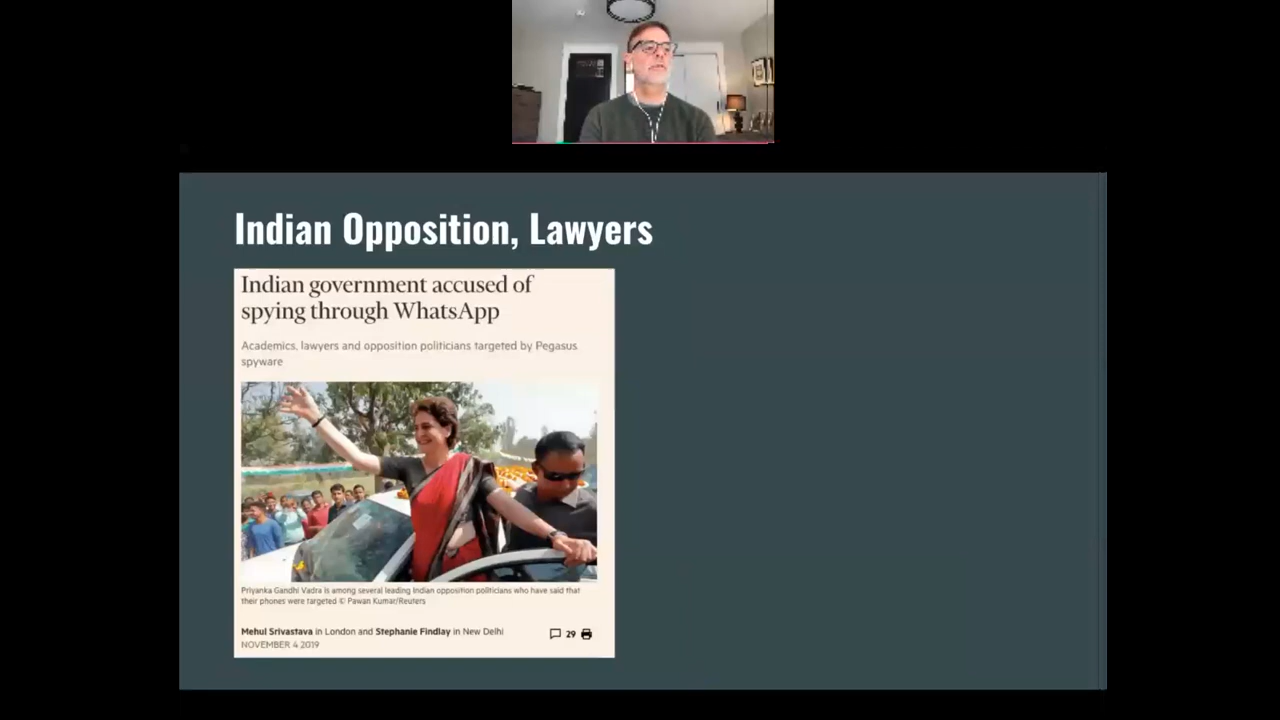 Indian Opposition, Lawyers
Indian government accused of
spying through WhatsApp
Academics, lawyers and opposition politicians targeted by Pegasus
spyware
Priyanka Gandhi Vadra is among several leading Indian opposition politicians who have said that
their phones were targeted © Pawan Kumar/Reuters
Mehul Srivastava in London and Stephanie Findlay in New Delhi
29
NOVEMBER 4 2019